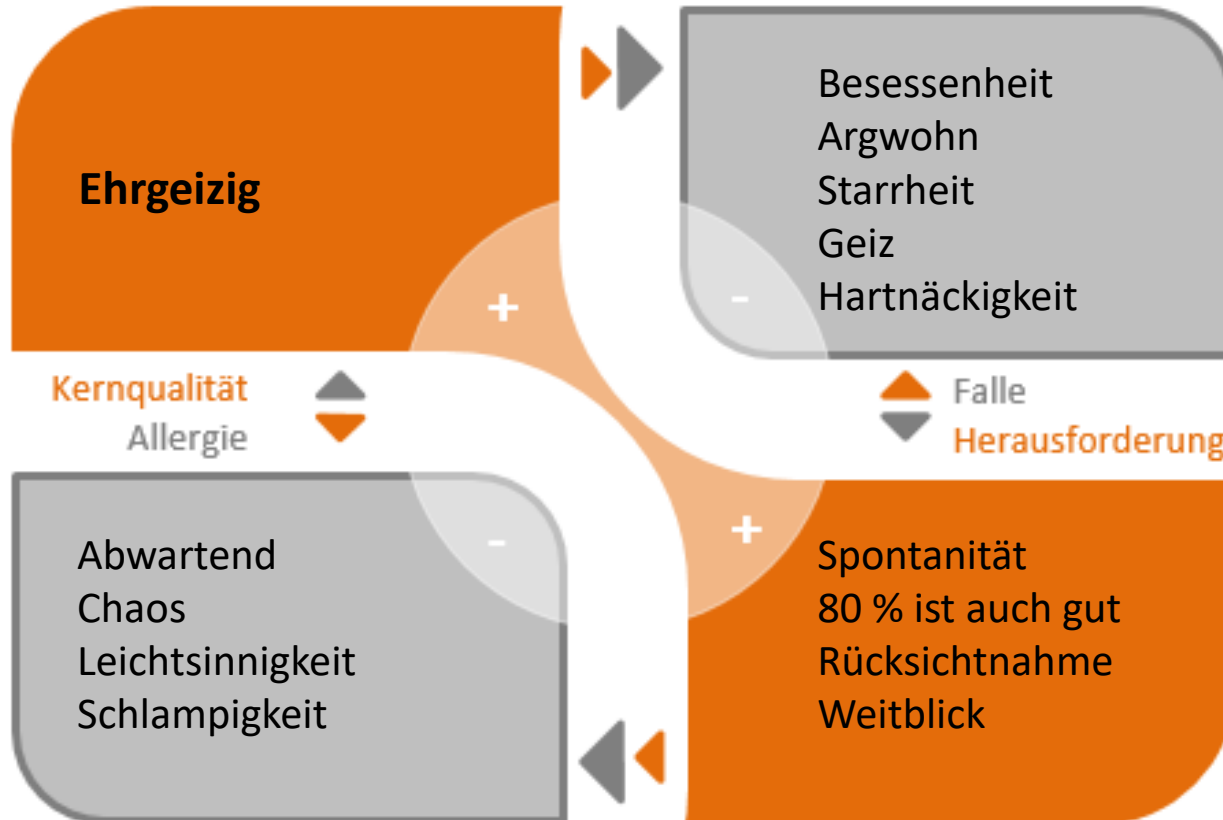 Ehrgeizig
Besessenheit
Argwohn
Starrheit
Geiz
Hartnäckigkeit
+
-
Kernqualität
Allergie
Falle
Herausforderung
-
+
Abwartend
Chaos
Leichtsinnigkeit
Schlampigkeit
Spontanität
80 % ist auch gut
Rücksichtnahme
Weitblick